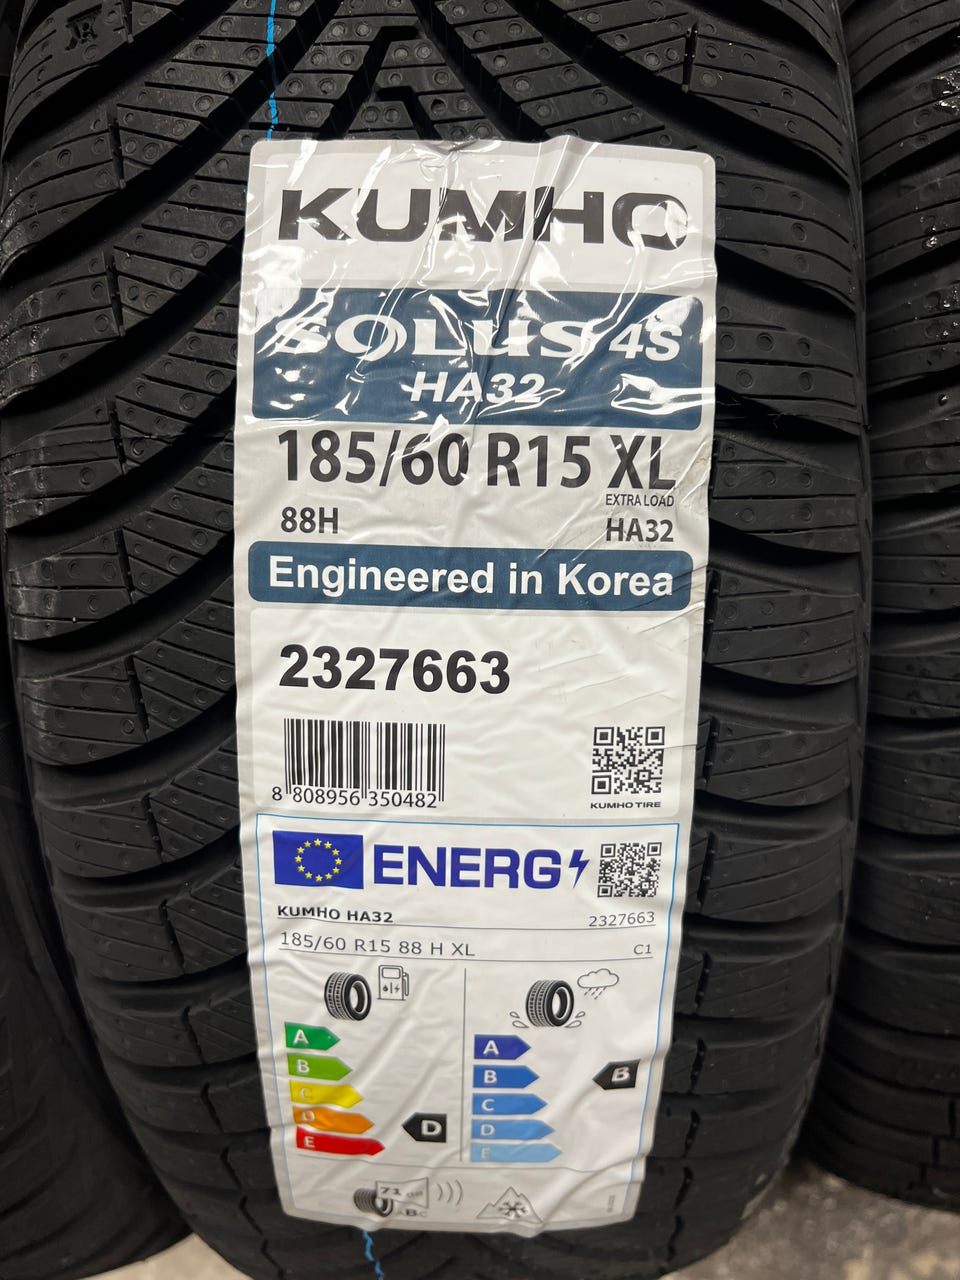 KUMHO
SOLUS 4S
HA32
185/60 R15 XL
EXTRA LOAD
88H HA32
Engineered in Korea
2327663
8 808956 350482
KUMHO TIRE
ENERG
KUMHO HA32 2327663
185/60 R15 88 H XL C1
A
B
C
D
E
D
A
B
C
D
E
B
71 dB
ABC